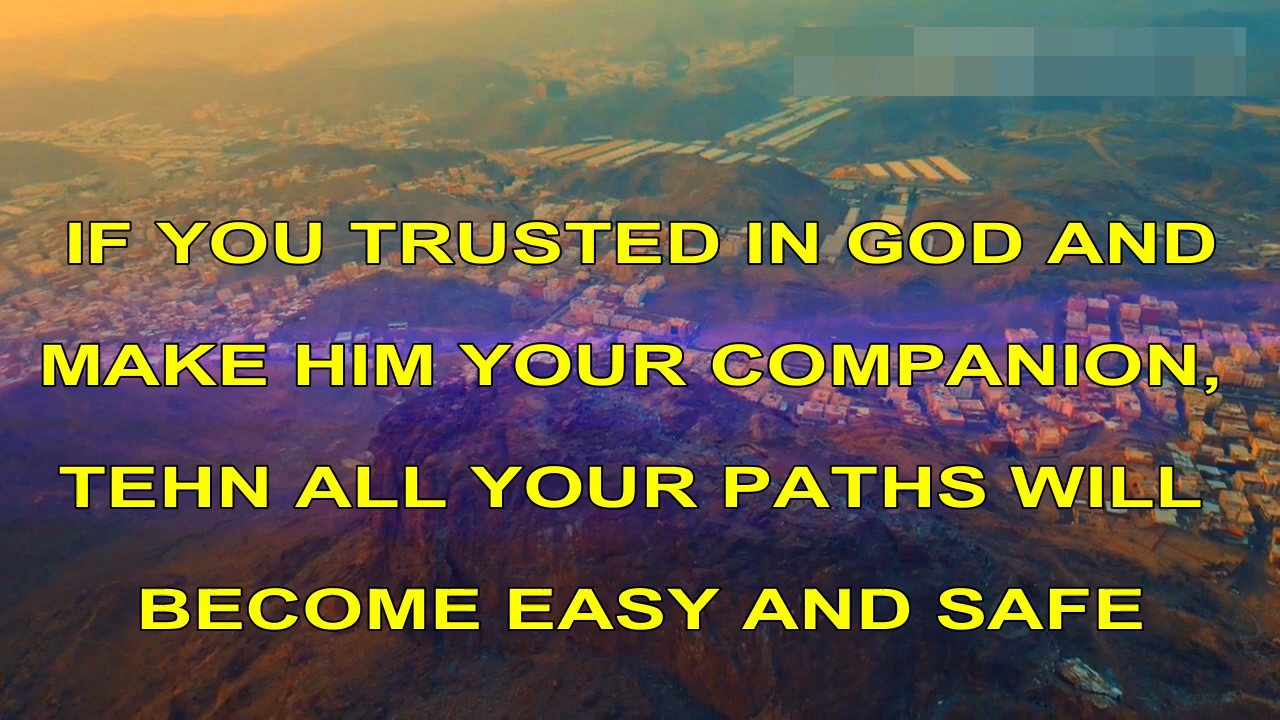 IF YOU TRUSTED IN GOD AND
MAKE HIM YOUR COMPANION,
TEHN ALL YOUR PATHS WILL
BECOME EASY AND SAFE